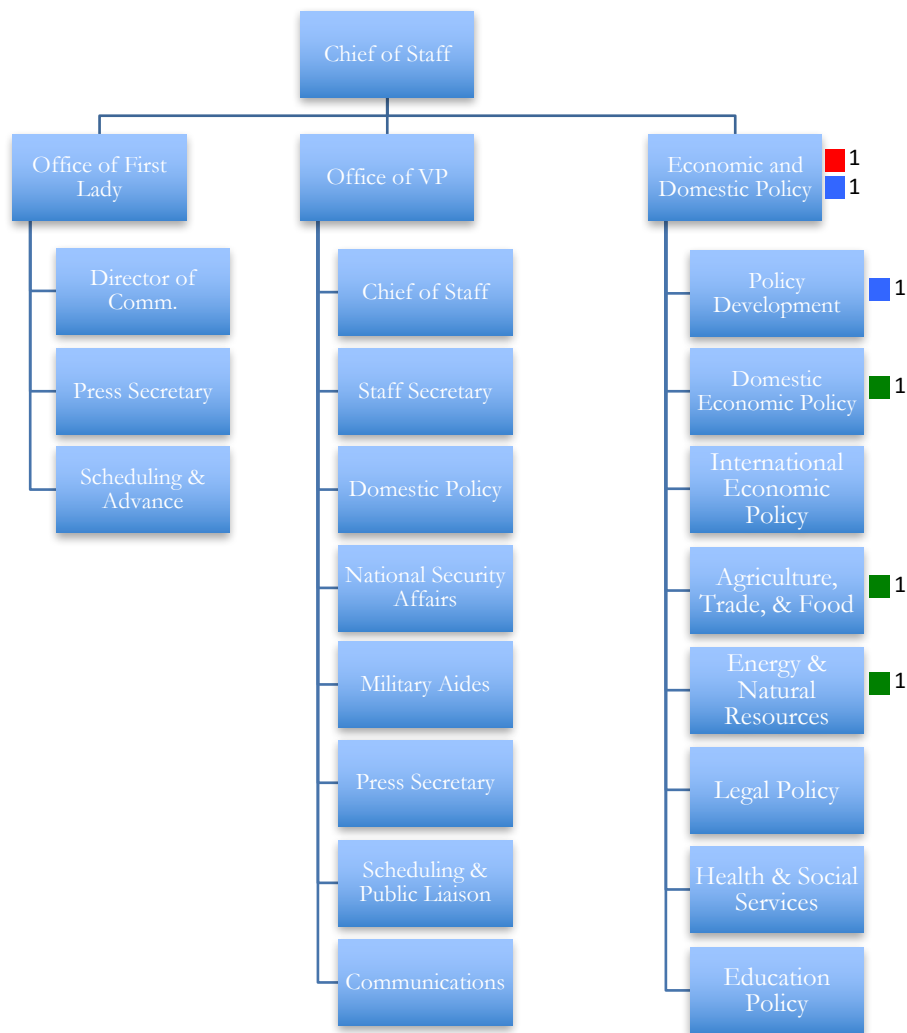 Chief of Staff
Office of First
Lady
Director of
Comm.
Press Secretary
Scheduling &
Advance
Office of VP
Chief of Staff
Staff Secretary
Domestic Policy
National Security
Affairs
Military Aides
Press Secretary
Scheduling &
Public Liaison
Communications
Economic and
Domestic Policy
1
1
Policy
Development
1
Domestic
Economic Policy
1
International
Economic
Policy
Agriculture,
Trade, & Food
1
Energy &
Natural
Resources
1
Legal Policy
Health & Social
Services
Education
Policy